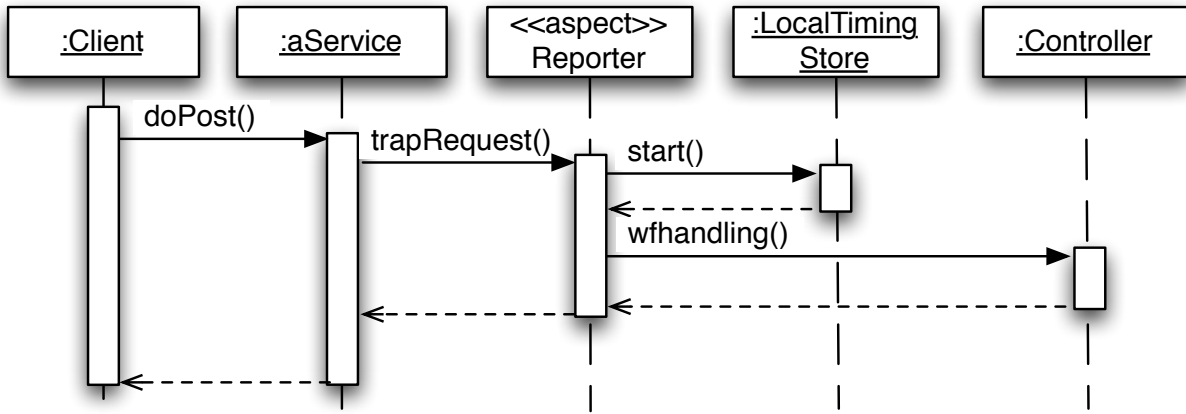 :Client
:aService
<<aspect>>
Reporter
:LocalTiming
Store
:Controller
doPost()
trapRequest()
start()
wfhandling()